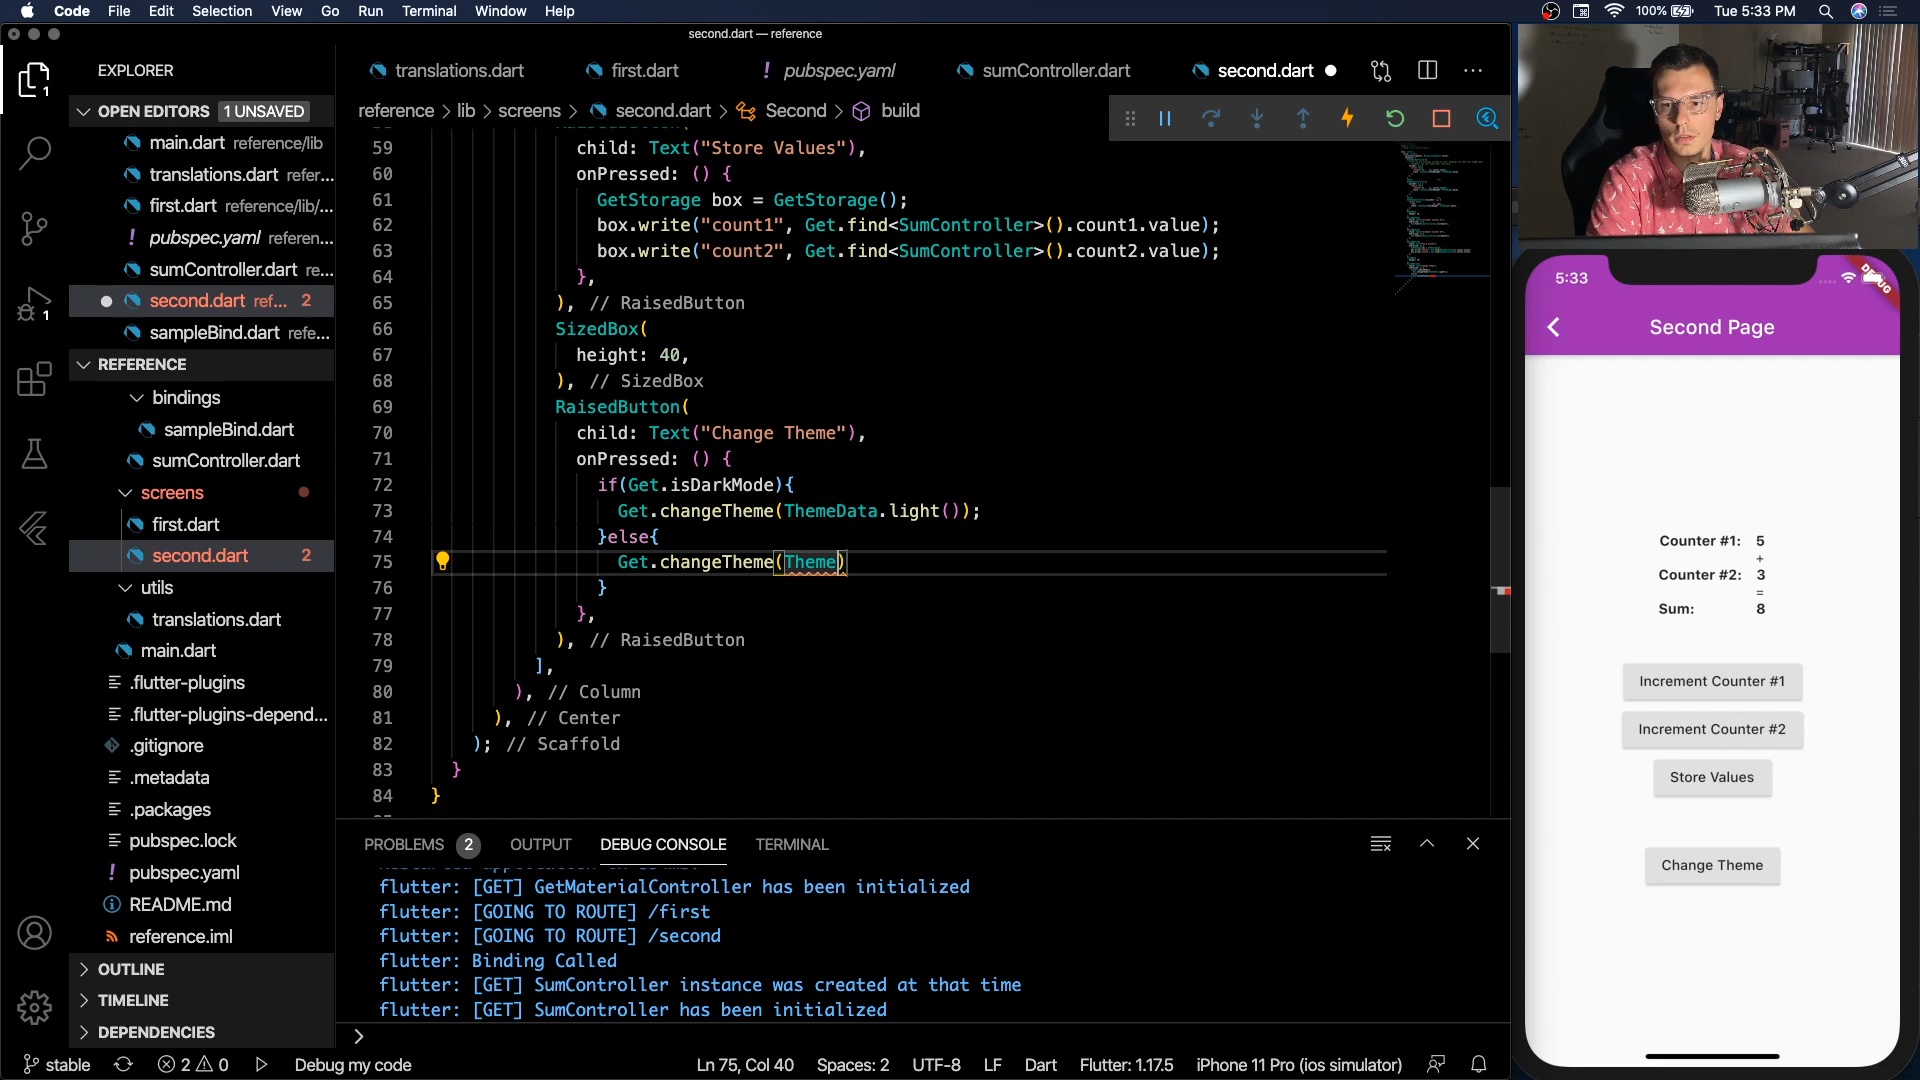 Code File Edit Selection View Go Run Terminal Window Help 100% Tue 5:33 PM
second.dart — reference
EXPLORER
translations.dart first.dart ! pubspec.yaml sumController.dart second.dart
OPEN EDITORS 1 UNSAVED
reference > lib > screens > second.dart > Second > build
main.dart reference/lib
translations.dart refer...
first.dart reference/lib/...
! pubspec.yaml referen...
sumController.dart re...
second.dart ref... 2
sampleBind.dart refe...
REFERENCE
bindings
sampleBind.dart
sumController.dart
screens
first.dart
second.dart 2
utils
translations.dart
main.dart
.flutter-plugins
.flutter-plugins-depend...
.gitignore
.metadata
.packages
pubspec.lock
! pubspec.yaml
README.md
reference.iml
OUTLINE
TIMELINE
DEPENDENCIES
1
1
59 child: Text("Store Values"),
60 onPressed: () {
61 GetStorage box = GetStorage();
62 box.write("count1", Get.find<SumController>().count1.value);
63 box.write("count2", Get.find<SumController>().count2.value);
64 },
65 ), // RaisedButton
66 SizedBox(
67 height: 40,
68 ), // SizedBox
69 RaisedButton(
70 child: Text("Change Theme"),
71 onPressed: () {
72 if(Get.isDarkMode){
73 Get.changeTheme(ThemeData.light());
74 }else{
75 Get.changeTheme(Theme)
76 }
77 },
78 ), // RaisedButton
79 ],
80 ), // Column
81 ), // Center
82 ); // Scaffold
83 }
84 }
PROBLEMS 2 OUTPUT DEBUG CONSOLE TERMINAL
flutter: [GET] GetMaterialController has been initialized
flutter: [GOING TO ROUTE] /first
flutter: [GOING TO ROUTE] /second
flutter: Binding Called
flutter: [GET] SumController instance was created at that time
flutter: [GET] SumController has been initialized
>
stable 2 0 Debug my code Ln 75, Col 40 Spaces: 2 UTF-8 LF Dart Flutter: 1.17.5 iPhone 11 Pro (ios simulator)
5:33
DEBUG
Second Page
Counter #1: 5
+
Counter #2: 3
=
Sum: 8
Increment Counter #1
Increment Counter #2
Store Values
Change Theme